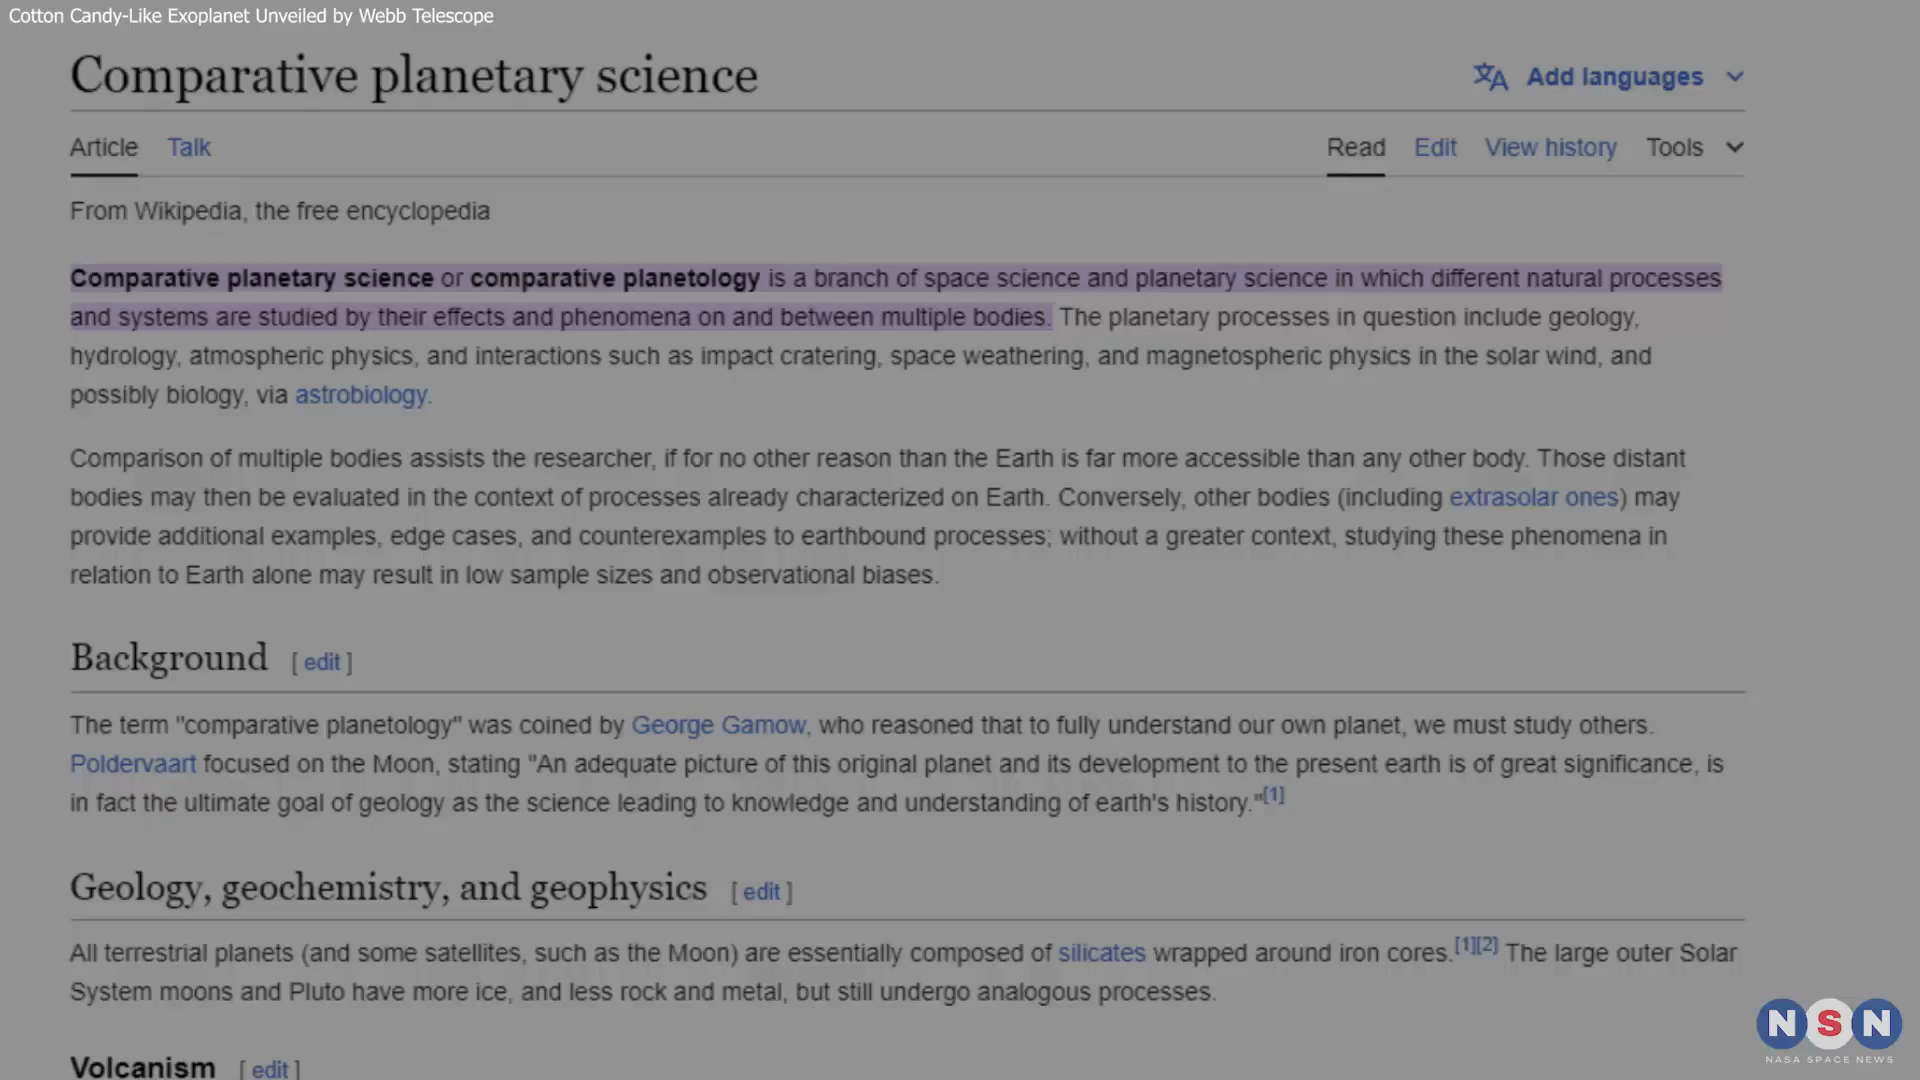 Cotton Candy-Like Exoplanet Unveiled by Webb Telescope
Comparative planetary science
Add languages
Article Talk
Read Edit View history Tools
From Wikipedia, the free encyclopedia
Comparative planetary science or comparative planetology is a branch of space science and planetary science in which different natural processes
and systems are studied by their effects and phenomena on and between multiple bodies. The planetary processes in question include geology,
hydrology, atmospheric physics, and interactions such as impact cratering, space weathering, and magnetospheric physics in the solar wind, and
possibly biology, via astrobiology.
Comparison of multiple bodies assists the researcher, if for no other reason than the Earth is far more accessible than any other body. Those distant
bodies may then be evaluated in the context of processes already characterized on Earth. Conversely, other bodies (including extrasolar ones) may
provide additional examples, edge cases, and counterexamples to earthbound processes; without a greater context, studying these phenomena in
relation to Earth alone may result in low sample sizes and observational biases.
Background [ edit ]
The term "comparative planetology" was coined by George Gamow, who reasoned that to fully understand our own planet, we must study others.
Poldervaart focused on the Moon, stating "An adequate picture of this original planet and its development to the present earth is of great significance, is
in fact the ultimate goal of geology as the science leading to knowledge and understanding of earth's history."[1]
Geology, geochemistry, and geophysics [ edit ]
All terrestrial planets (and some satellites, such as the Moon) are essentially composed of silicates wrapped around iron cores.[1][2] The large outer Solar
System moons and Pluto have more ice, and less rock and metal, but still undergo analogous processes.
Volcanism [ edit ]
NSN
NASA SPACE NEWS